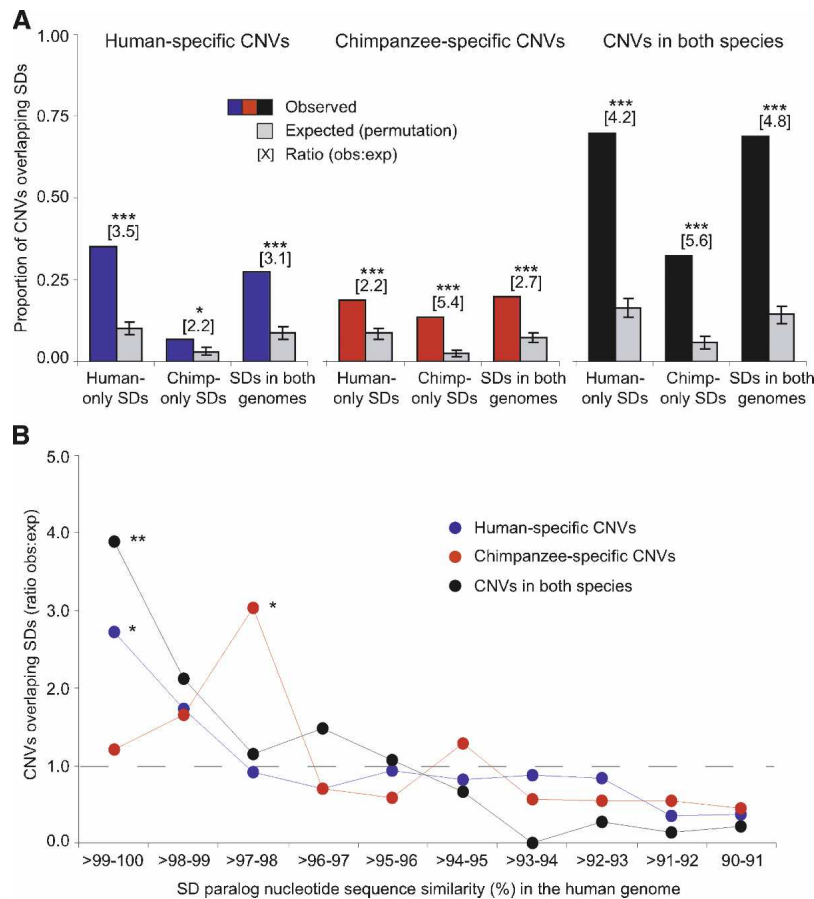 A
Proportion of CNVs overlapping SDs
1.00
0.75
0.50
0.25
0.00
Human-specific CNVs
Chimpanzee-specific CNVs
CNVs in both species
Observed
Expected (permutation)
[X] Ratio (obs:exp)
***
[3.5]
*
[2.2]
***
[3.1]
***
[2.2]
***
[5.4]
***
[2.7]
***
[4.2]
***
[5.6]
***
[4.8]
Human-
only SDs
Chimp-
only SDs
SDs in both
genomes
Human-
only SDs
Chimp-
only SDs
SDs in both
genomes
Human-
only SDs
Chimp-
only SDs
SDs in both
genomes
B
CNVs overlaping SDs (ratio obs:exp)
5.0
4.0
3.0
2.0
1.0
0.0
**
*
*
Human-specific CNVs
Chimpanzee-specific CNVs
CNVs in both species
>99-100 >98-99 >97-98 >96-97 >95-96 >94-95 >93-94 >92-93 >91-92 90-91
SD paralog nucleotide sequence similarity (%) in the human genome